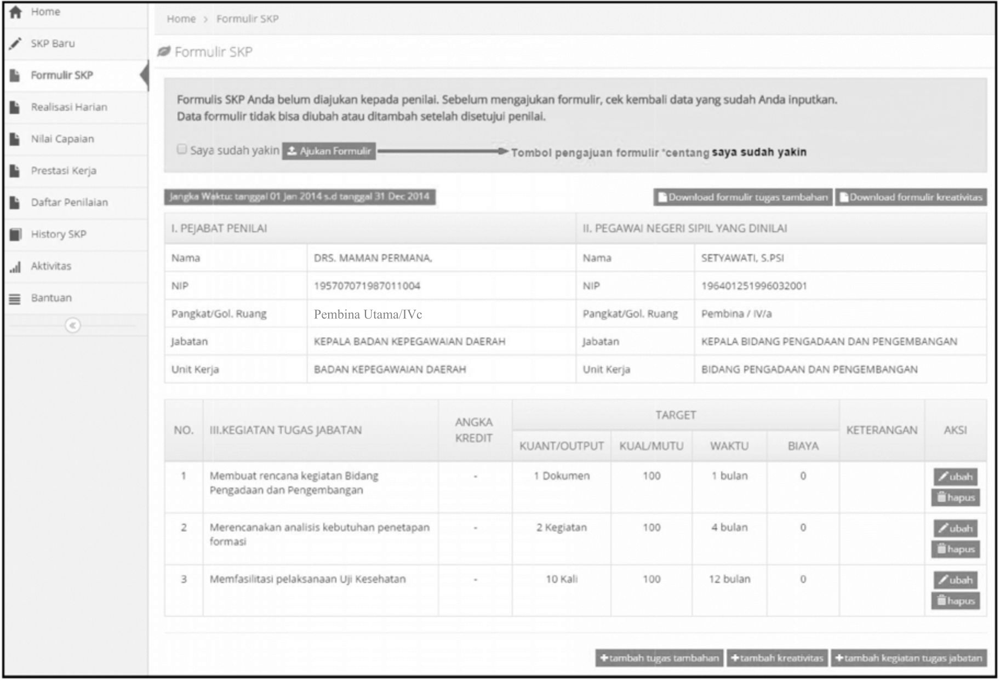 Home
SKP Baru
Formulir SKP
Realisasi Harian
Nilai Capaian
Prestasi Kerja
Daftar Penilaian
History SKP
Aktivitas
Bantuan
Home > Formulir SKP
Formulir SKP
Formulis SKP Anda belum diajukan kepada penilai. Sebelum mengajukan formulir, cek kembali data yang sudah Anda inputkan.
Data formulir tidak bisa diubah atau ditambah setelah disetujui penilai.
Saya sudah yakin Ajukan Formulir Tombol pengajuan formulir *centang saya sudah yakin
Jangka Waktu: tanggal 01 Jan 2014 s.d tanggal 31 Dec 2014 Download formulir tugas tambahan Download formulir kreativitas
I. PEJABAT PENILAI II. PEGAWAI NEGERI SIPIL YANG DINILAI
Nama DRS. MAMAN PERMANA, Nama SETYAWATI, S.PSI
NIP 195707071987011004 NIP 196401251996032001
Pangkat/Gol. Ruang Pembina Utama/IVc Pangkat/Gol. Ruang Pembina / IV/a
Jabatan KEPALA BADAN KEPEGAWAIAN DAERAH Jabatan KEPALA BIDANG PENGADAAN DAN PENGEMBANGAN
Unit Kerja BADAN KEPEGAWAIAN DAERAH Unit Kerja BIDANG PENGADAAN DAN PENGEMBANGAN
NO. III.KEGIATAN TUGAS JABATAN ANGKA KREDIT TARGET KETERANGAN AKSI
KUANT/OUTPUT KUAL/MUTU WAKTU BIAYA
1 Membuat rencana kegiatan Bidang - 1 Dokumen 100 1 bulan 0 ubah
Pengadaan dan Pengembangan hapus
2 Merencanakan analisis kebutuhan penetapan - 2 Kegiatan 100 4 bulan 0 ubah
formasi hapus
3 Memfasilitasi pelaksanaan Uji Kesehatan - 10 Kali 100 12 bulan 0 ubah
hapus
+tambah tugas tambahan +tambah kreativitas +tambah kegiatan tugas jabatan